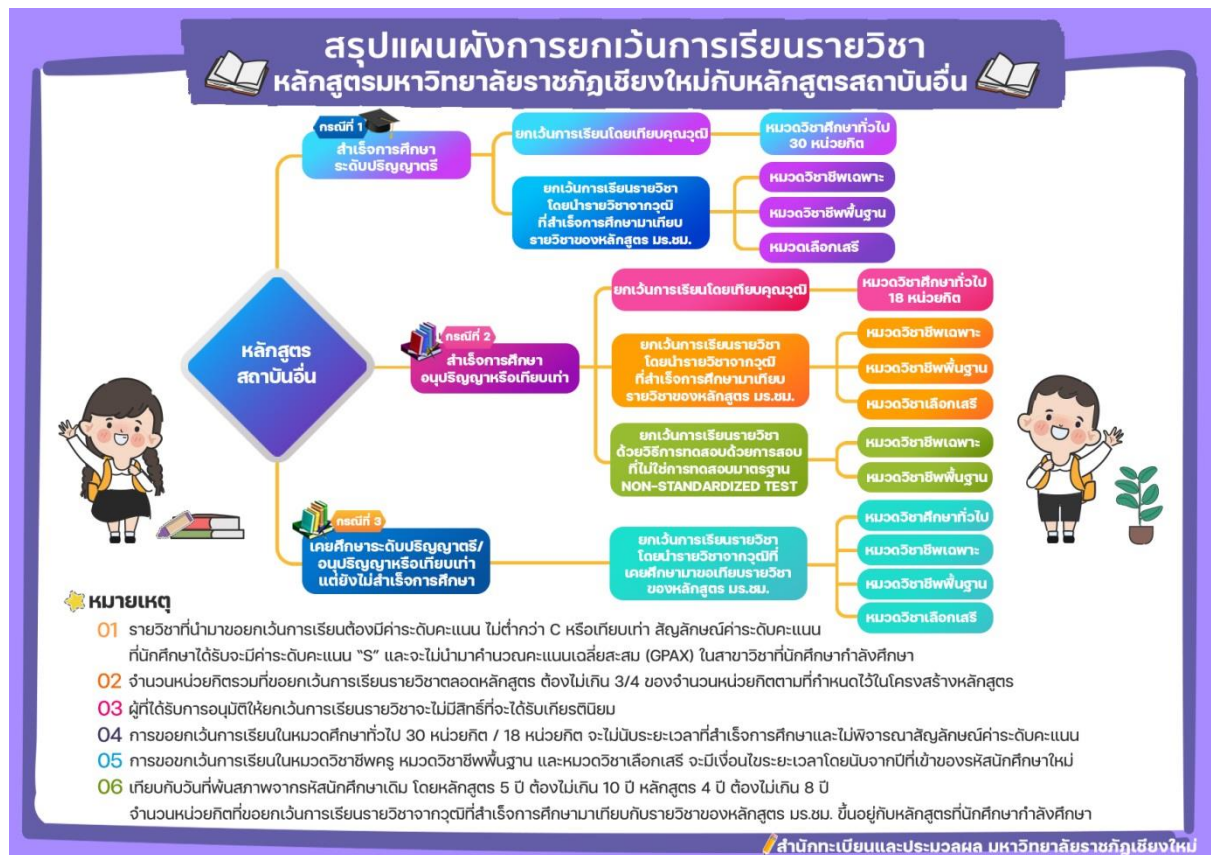 สรุปแผนผังการยกเว้นการเรียนรายวิชา
หลักสูตรมหาวิทยาลัยราชภัฏเชียงใหม่กับหลักสูตรสถาบันอื่น
หลักสูตร
สถาบันอื่น
กรณีที่ 1
สำเร็จการศึกษา
ระดับปริญญาตรี
ยกเว้นการเรียนโดยเทียบคุณวุฒิ
หมวดวิชาศึกษาทั่วไป
30 หน่วยกิต
ยกเว้นการเรียนรายวิชา
โดยนำรายวิชาจากวุฒิ
ที่สำเร็จการศึกษามาเทียบ
รายวิชาของหลักสูตร มร.ชม.
หมวดวิชาชีพเฉพาะ
หมวดวิชาชีพพื้นฐาน
หมวดเลือกเสรี
กรณีที่ 2
สำเร็จการศึกษา
อนุปริญญาหรือเทียบเท่า
ยกเว้นการเรียนโดยเทียบคุณวุฒิ
หมวดวิชาศึกษาทั่วไป
18 หน่วยกิต
ยกเว้นการเรียนรายวิชา
โดยนำรายวิชาจากวุฒิ
ที่สำเร็จการศึกษามาเทียบ
รายวิชาของหลักสูตร มร.ชม.
หมวดวิชาชีพเฉพาะ
หมวดวิชาชีพพื้นฐาน
หมวดวิชาเลือกเสรี
ยกเว้นการเรียนรายวิชา
ด้วยวิธีการทดสอบด้วยการสอบ
ที่ไม่ใช่การทดสอบมาตรฐาน
NON-STANDARDIZED TEST
หมวดวิชาชีพเฉพาะ
หมวดวิชาชีพพื้นฐาน
กรณีที่ 3
เคยศึกษาระดับปริญญาตรี/
อนุปริญญาหรือเทียบเท่า
แต่ยังไม่สำเร็จการศึกษา
ยกเว้นการเรียนรายวิชา
โดยนำรายวิชาจากวุฒิที่
เคยศึกษามาขอเทียบรายวิชา
ของหลักสูตร มร.ชม.
หมวดวิชาศึกษาทั่วไป
หมวดวิชาชีพเฉพาะ
หมวดวิชาชีพพื้นฐาน
หมวดวิชาเลือกเสรี
หมายเหตุ
01 รายวิชาที่นำมาขอยกเว้นการเรียนต้องมีค่าระดับคะแนน ไม่ต่ำกว่า C หรือเทียบเท่า สัญลักษณ์ค่าระดับคะแนน
ที่นักศึกษาได้รับจะมีค่าระดับคะแนน "S" และจะไม่นำมาคำนวณคะแนนเฉลี่ยสะสม (GPAX) ในสาขาวิชาที่นักศึกษากำลังศึกษา
02 จำนวนหน่วยกิตรวมที่ขอยกเว้นการเรียนรายวิชาตลอดหลักสูตร ต้องไม่เกิน 3/4 ของจำนวนหน่วยกิตตามที่กำหนดไว้ในโครงสร้างหลักสูตร
03 ผู้ที่ได้รับการอนุมัติให้ยกเว้นการเรียนรายวิชาจะไม่มีสิทธิ์ที่จะได้รับเกียรตินิยม
04 การขอยกเว้นการเรียนในหมวดศึกษาทั่วไป 30 หน่วยกิต / 18 หน่วยกิต จะไม่นับระยะเวลาที่สำเร็จการศึกษาและไม่พิจารณาสัญลักษณ์ค่าระดับคะแนน
05 การขอยกเว้นการเรียนในหมวดวิชาชีพครู หมวดวิชาชีพพื้นฐาน และหมวดวิชาเลือกเสรี จะมีเงื่อนไขระยะเวลาโดยนับจากปีที่เข้าของรหัสนักศึกษาใหม่
06 เทียบกับวันที่พ้นสภาพจากรหัสนักศึกษาเดิม โดยหลักสูตร 5 ปี ต้องไม่เกิน 10 ปี หลักสูตร 4 ปี ต้องไม่เกิน 8 ปี
จำนวนหน่วยกิตที่ขอยกเว้นการเรียนรายวิชาจากวุฒิที่สำเร็จการศึกษามาเทียบกับรายวิชาของหลักสูตร มร.ชม. ขึ้นอยู่กับหลักสูตรที่นักศึกษากำลังศึกษา
สำนักทะเบียนและประมวลผล มหาวิทยาลัยราชภัฏเชียงใหม่